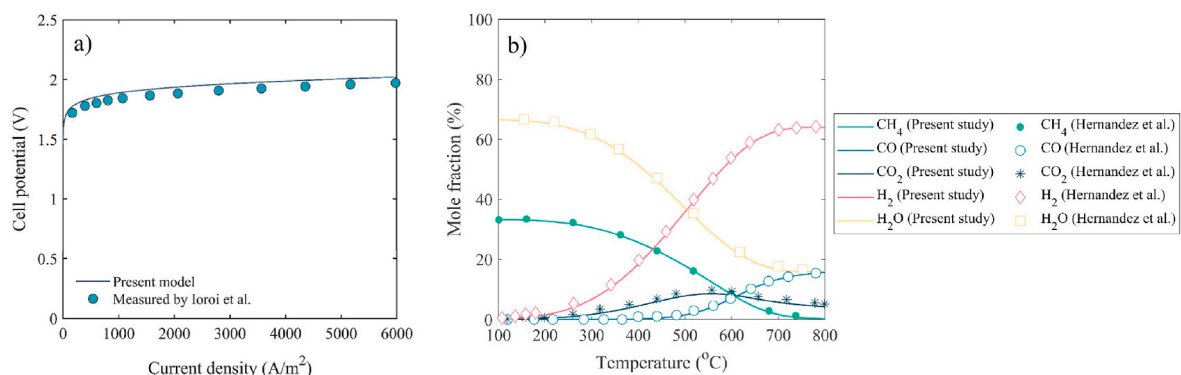 a)
2.5
2
1.5
1
0.5
0
Cell potential (V)
Present model
Measured by Ioroi et al.
0 1000 2000 3000 4000 5000 6000
Current density (A/m²)
b)
100
80
60
40
20
0
Mole fraction (%)
100 200 300 400 500 600 700 800
Temperature (°C)
CH₄ (Present study) CH₄ (Hernandez et al.)
CO (Present study) CO (Hernandez et al.)
CO₂ (Present study) CO₂ (Hernandez et al.)
H₂ (Present study) H₂ (Hernandez et al.)
H₂O (Present study) H₂O (Hernandez et al.)